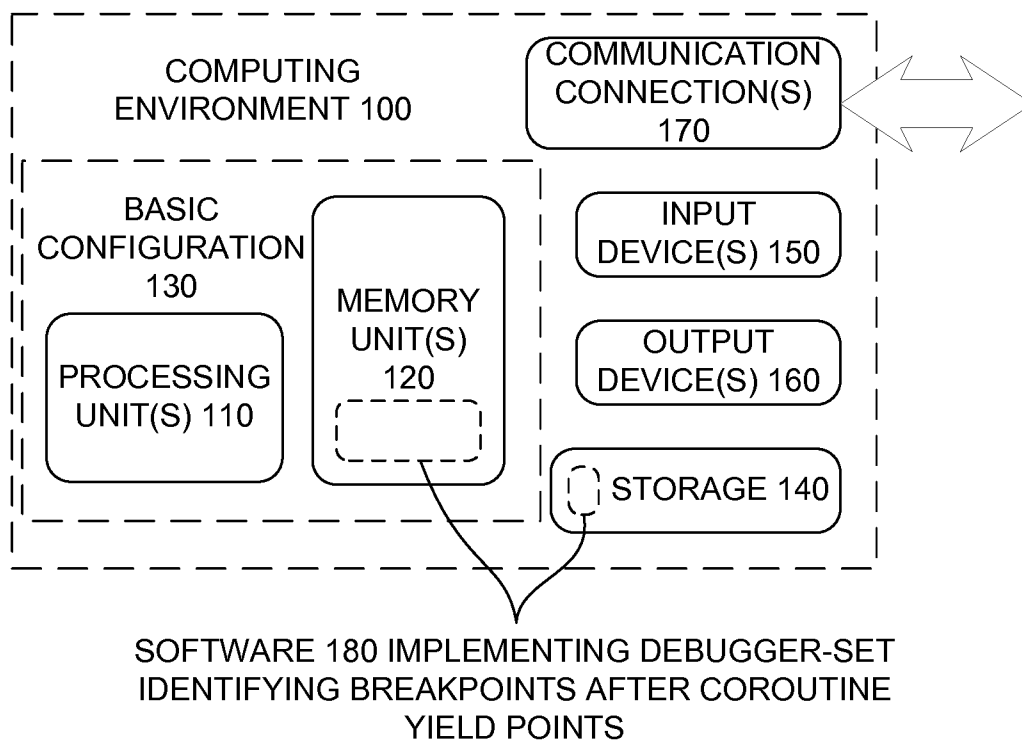 COMPUTING
ENVIRONMENT 100
COMMUNICATION
CONNECTION(S)
170
BASIC
CONFIGURATION
130
PROCESSING
UNIT(S) 110
MEMORY
UNIT(S)
120
INPUT
DEVICE(S) 150
OUTPUT
DEVICE(S) 160
STORAGE 140
SOFTWARE 180 IMPLEMENTING DEBUGGER-SET
IDENTIFYING BREAKPOINTS AFTER COROUTINE
YIELD POINTS